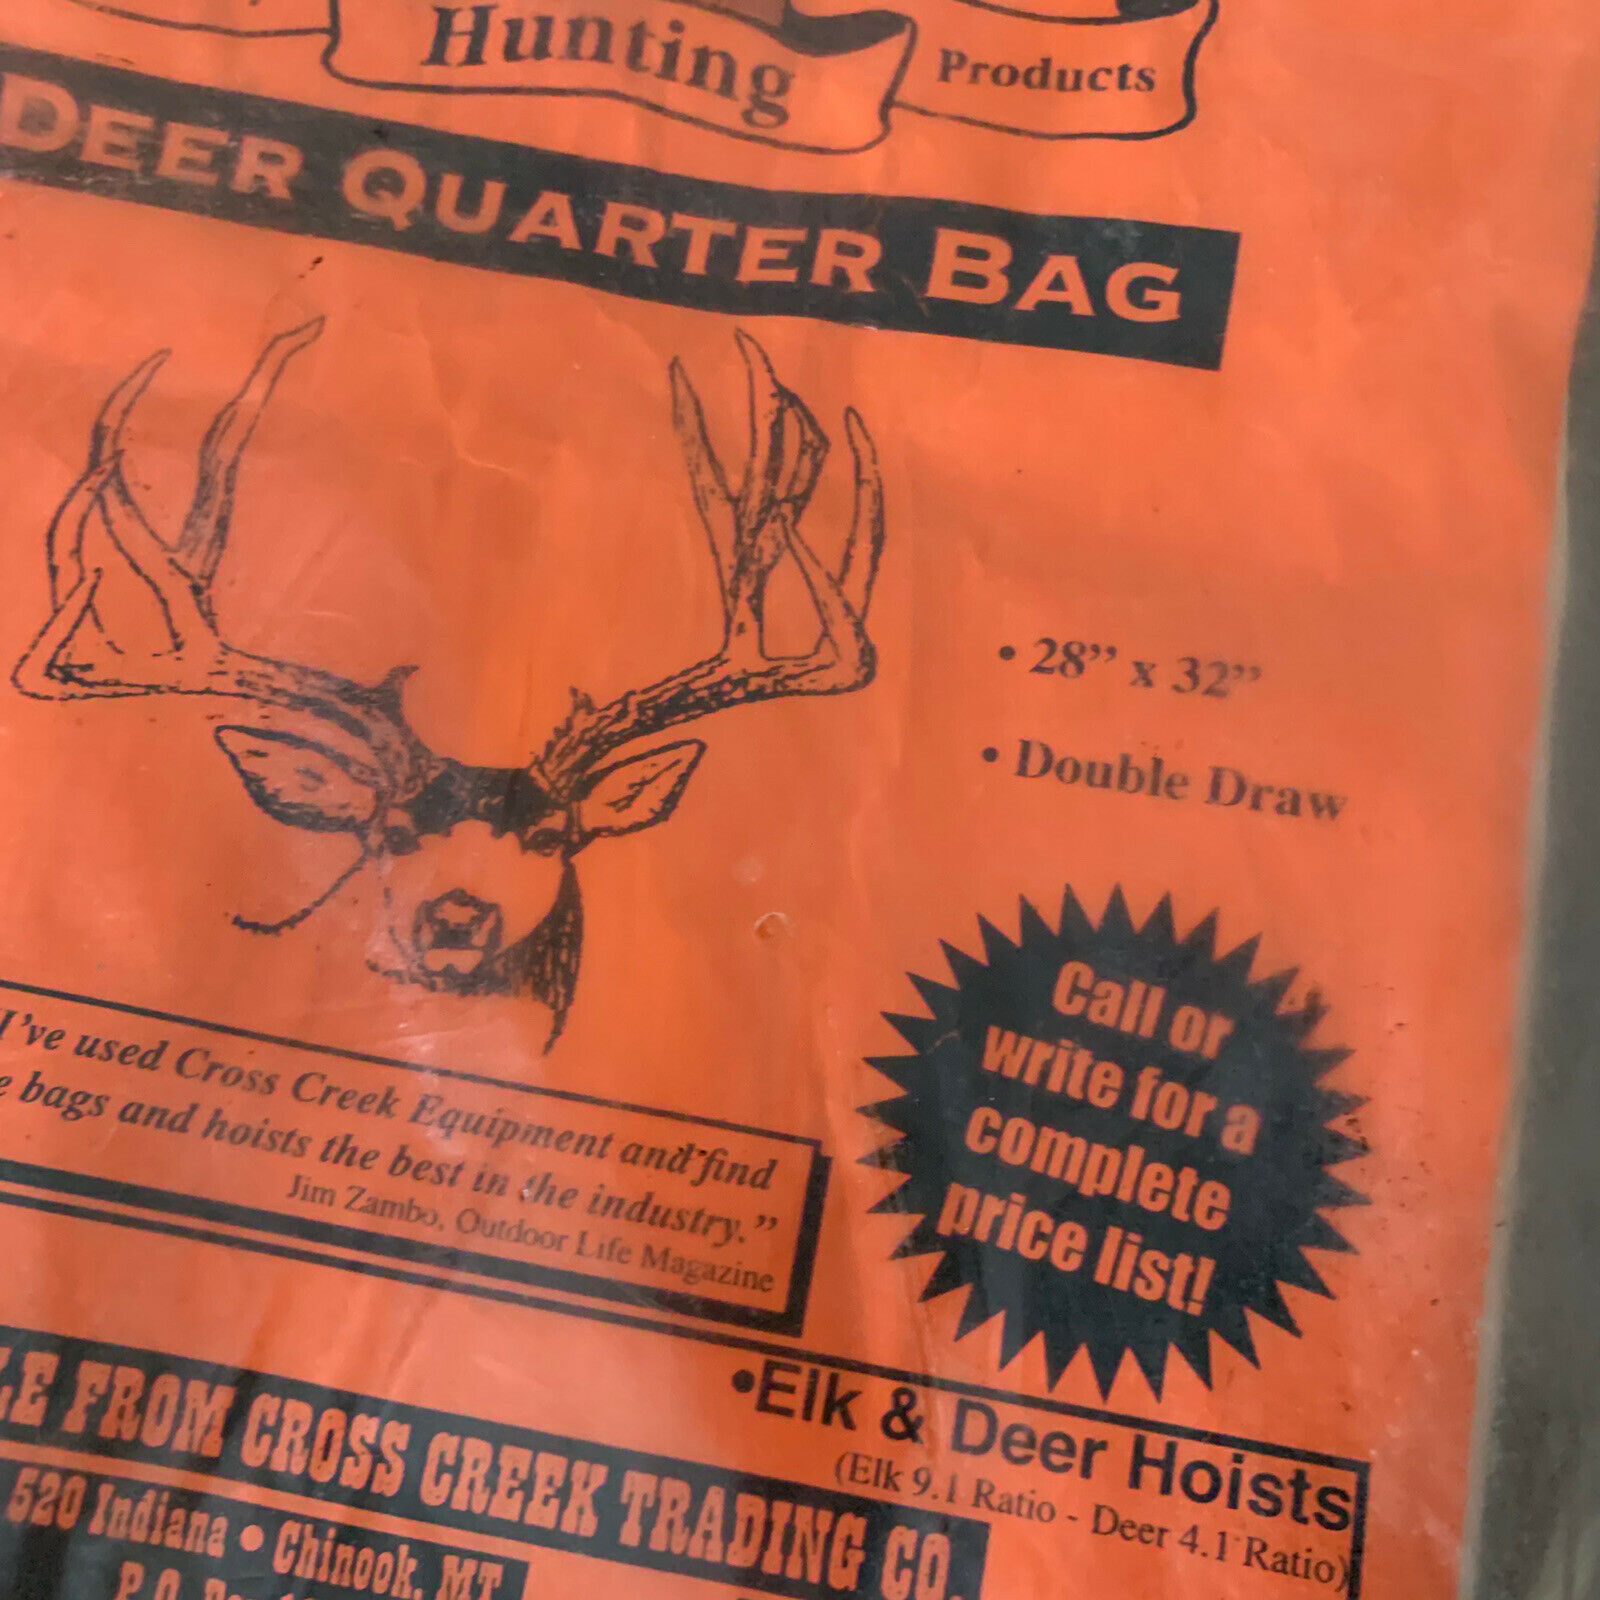 Hunting
Products
DEER QUARTER BAG
• 28” x 32”
• Double Draw
Call or
write for a
complete
price list!
I’ve used Cross Creek Equipment and find
bags and hoists the best in the industry.”
Jim Zambo, Outdoor Life Magazine
•Elk & Deer Hoists
(Elk 9.1 Ratio - Deer 4.1 Ratio)
FROM CROSS CREEK TRADING CO.
520 Indiana • Chinook, MT
P.O.